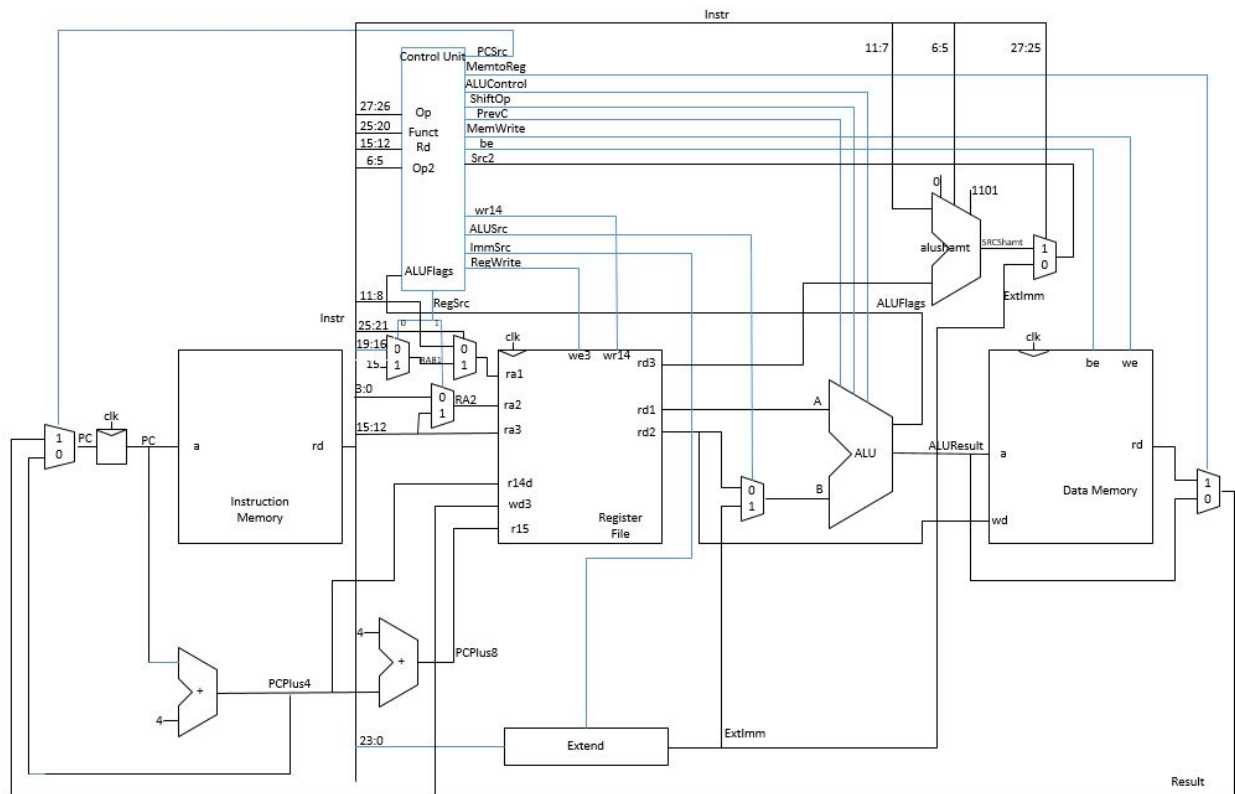 Instr
11:7
6:5
27:25
PCSrc
Control Unit
MemtoReg
ALUControl
ShiftOp
PrevC
MemWrite
be
Src2
27:26
Op
25:20
Funct
15:12
Rd
6:5
Op2
0
1101
wr14
ALUSrc
ImmSrc
RegWrite
alushamt
SRCShamt
1
0
ALUFlags
ExtImm
11:8
RegSrc
ALUFlags
Instr
0
1
25:21
19:16
0
1
15
RAB1
0
1
clk
we3
wr14
rd3
clk
be
we
ra1
3:0
0
1
RA2
ra2
rd1
A
15:12
ra3
rd2
clk
1
0
PC
PC
a
rd
Instruction
Memory
r14d
wd3
r15
Register
File
0
1
B
ALU
ALUResult
a
rd
Data Memory
wd
1
0
4
+
PCPlus8
+
PCPlus4
4
23:0
Extend
ExtImm
Result